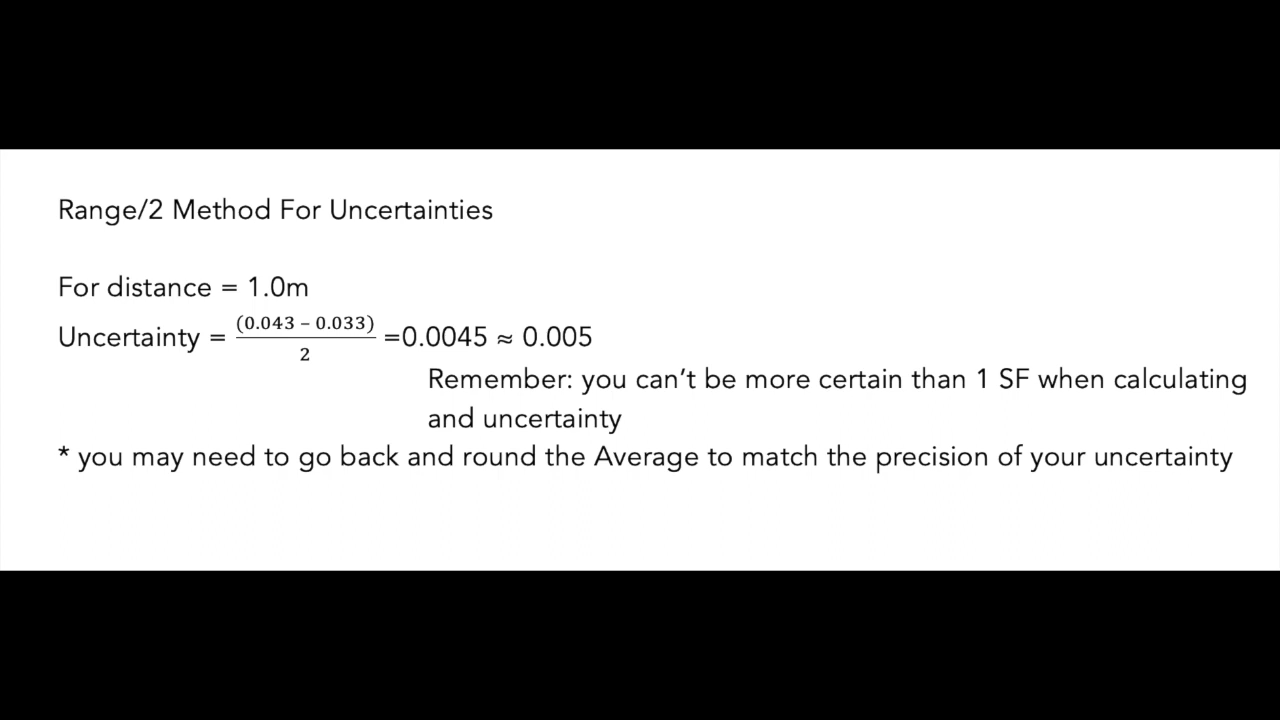 Range/2 Method For Uncertainties
For distance = 1.0m
Uncertainty = (0.043 – 0.033)/2 =0.0045 ≈ 0.005
Remember: you can't be more certain than 1 SF when calculating
and uncertainty
* you may need to go back and round the Average to match the precision of your uncertainty